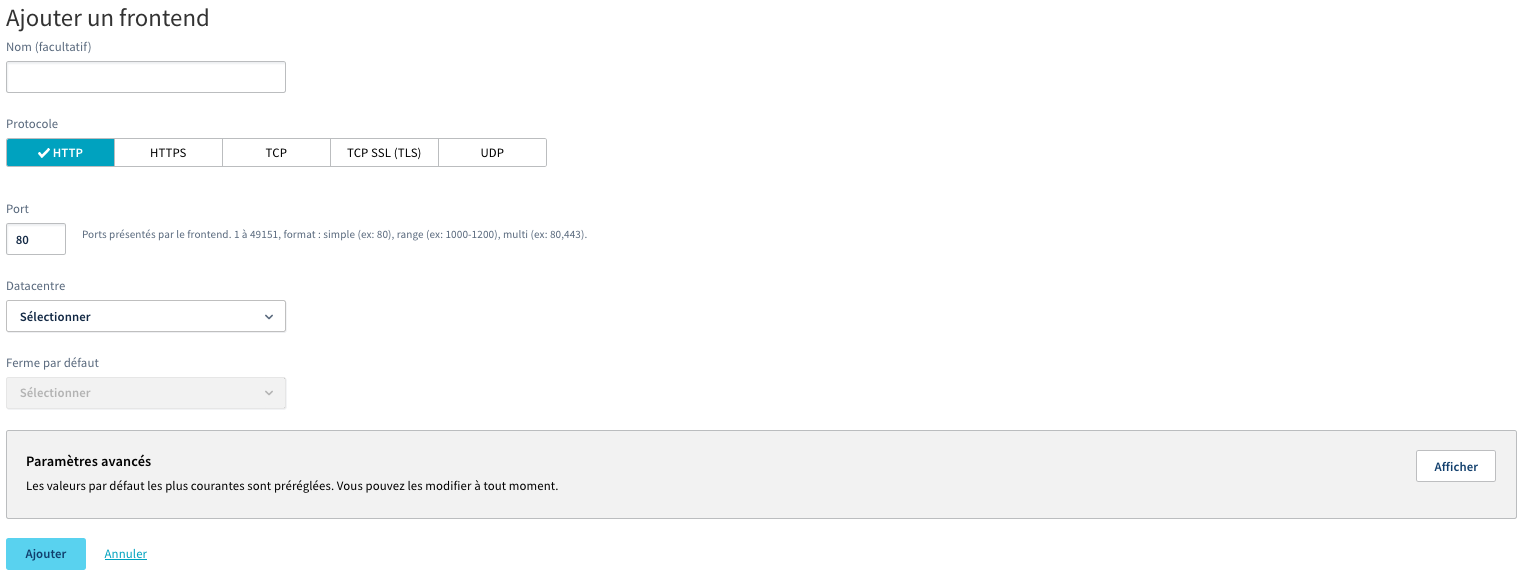 Ajouter un frontend
Nom (facultatif)
Protocole
HTTP HTTPS TCP TCP SSL (TLS) UDP
Port
80 Ports présentés par le frontend. 1 à 49151, format : simple (ex: 80), range (ex: 1000-1200), multi (ex: 80,443).
Datacentre
Sélectionner
Ferme par défaut
Sélectionner
Paramètres avancés
Afficher
Les valeurs par défaut les plus courantes sont préréglées. Vous pouvez les modifier à tout moment.
Ajouter Annuler